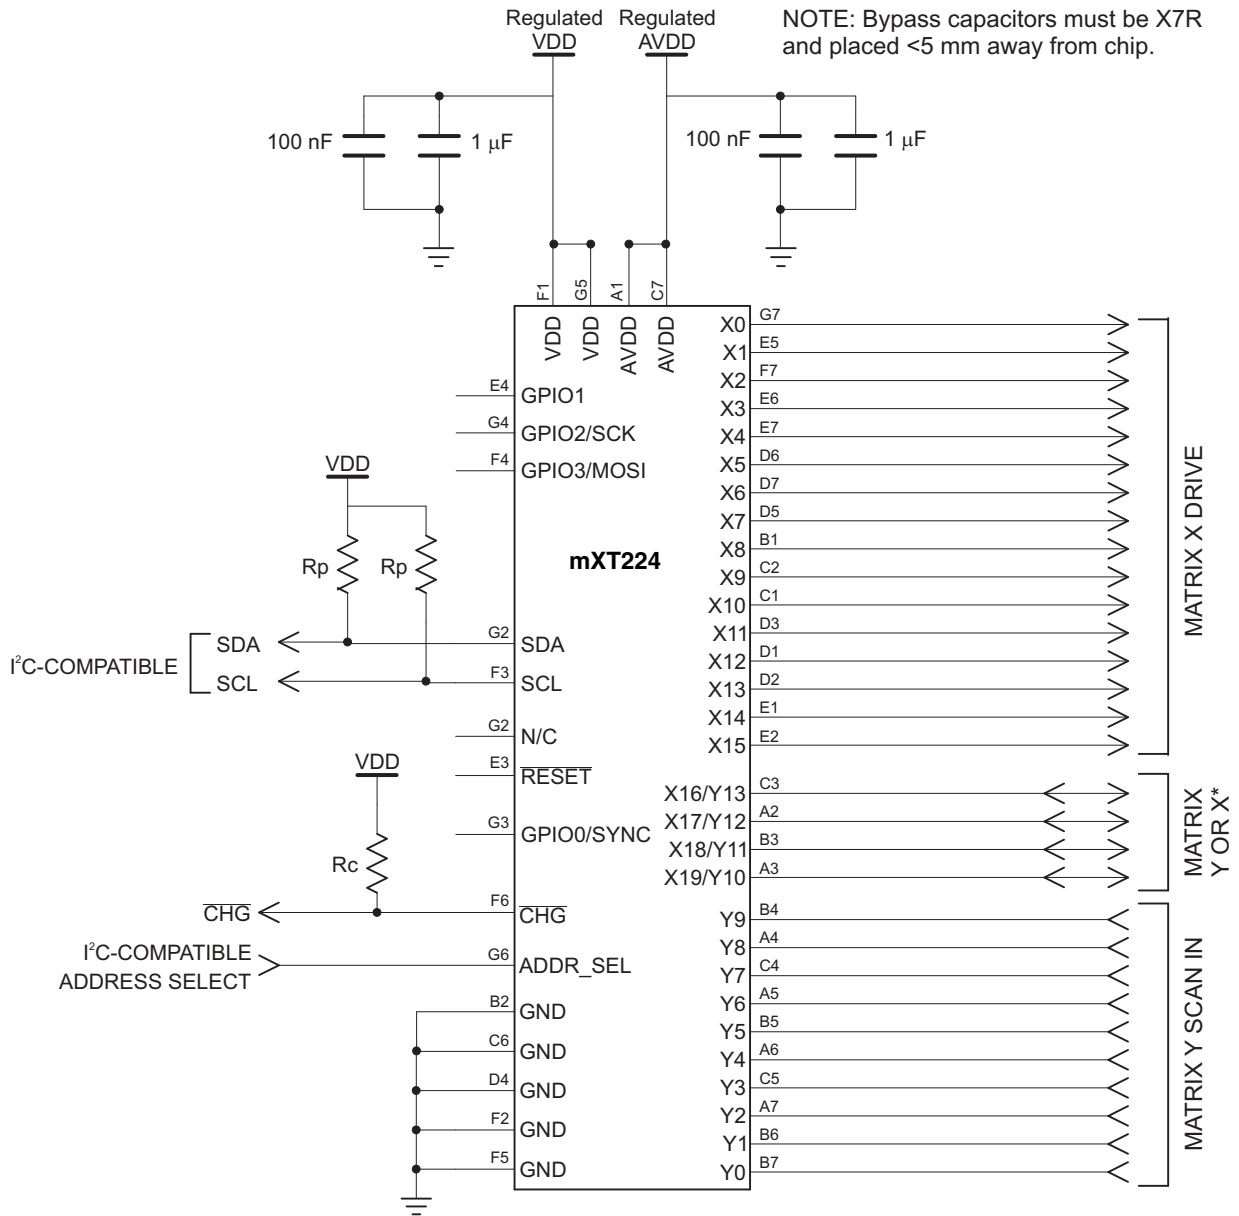 Regulated VDD
Regulated AVDD
NOTE: Bypass capacitors must be X7R
and placed <5 mm away from chip.
100 nF
1 μF
100 nF
1 μF
F1
G5
A1
C7
VDD
VDD
AVDD
AVDD
mXT224
E4 GPIO1
G4 GPIO2/SCK
F4 GPIO3/MOSI
VDD
Rp
Rp
I²C-COMPATIBLE
SDA
SCL
G2 SDA
F3 SCL
G2 N/C
E3 RESET
VDD
Rc
G3 GPIO0/SYNC
CHG
F6 CHG
I²C-COMPATIBLE
ADDRESS SELECT
G6 ADDR_SEL
B2 GND
C6 GND
D4 GND
F2 GND
F5 GND
X0 G7
X1 E5
X2 F7
X3 E6
X4 E7
X5 D6
X6 D7
X7 D5
X8 B1
X9 C2
X10 C1
X11 D3
X12 D1
X13 D2
X14 E1
X15 E2
MATRIX X DRIVE
X16/Y13 C3
X17/Y12 A2
X18/Y11 B3
X19/Y10 A3
MATRIX
Y OR X*
Y9 B4
Y8 A4
Y7 C4
Y6 A5
Y5 B5
Y4 A6
Y3 C5
Y2 A7
Y1 B6
Y0 B7
MATRIX Y SCAN IN